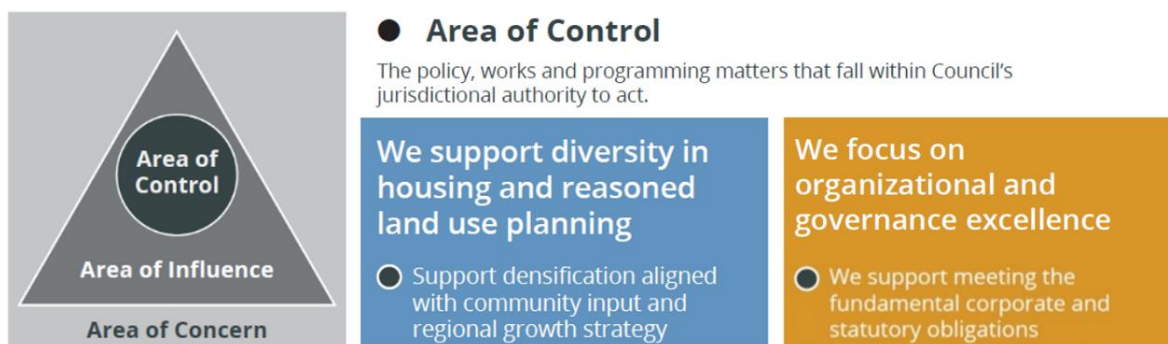 Area of
Control
Area of Influence
Area of Concern
● Area of Control
The policy, works and programming matters that fall within Council's
jurisdictional authority to act.
We support diversity in
housing and reasoned
land use planning
Support densification aligned
with community input and
regional growth strategy
We focus on
organizational and
governance excellence
We support meeting the
fundamental corporate and
statutory obligations